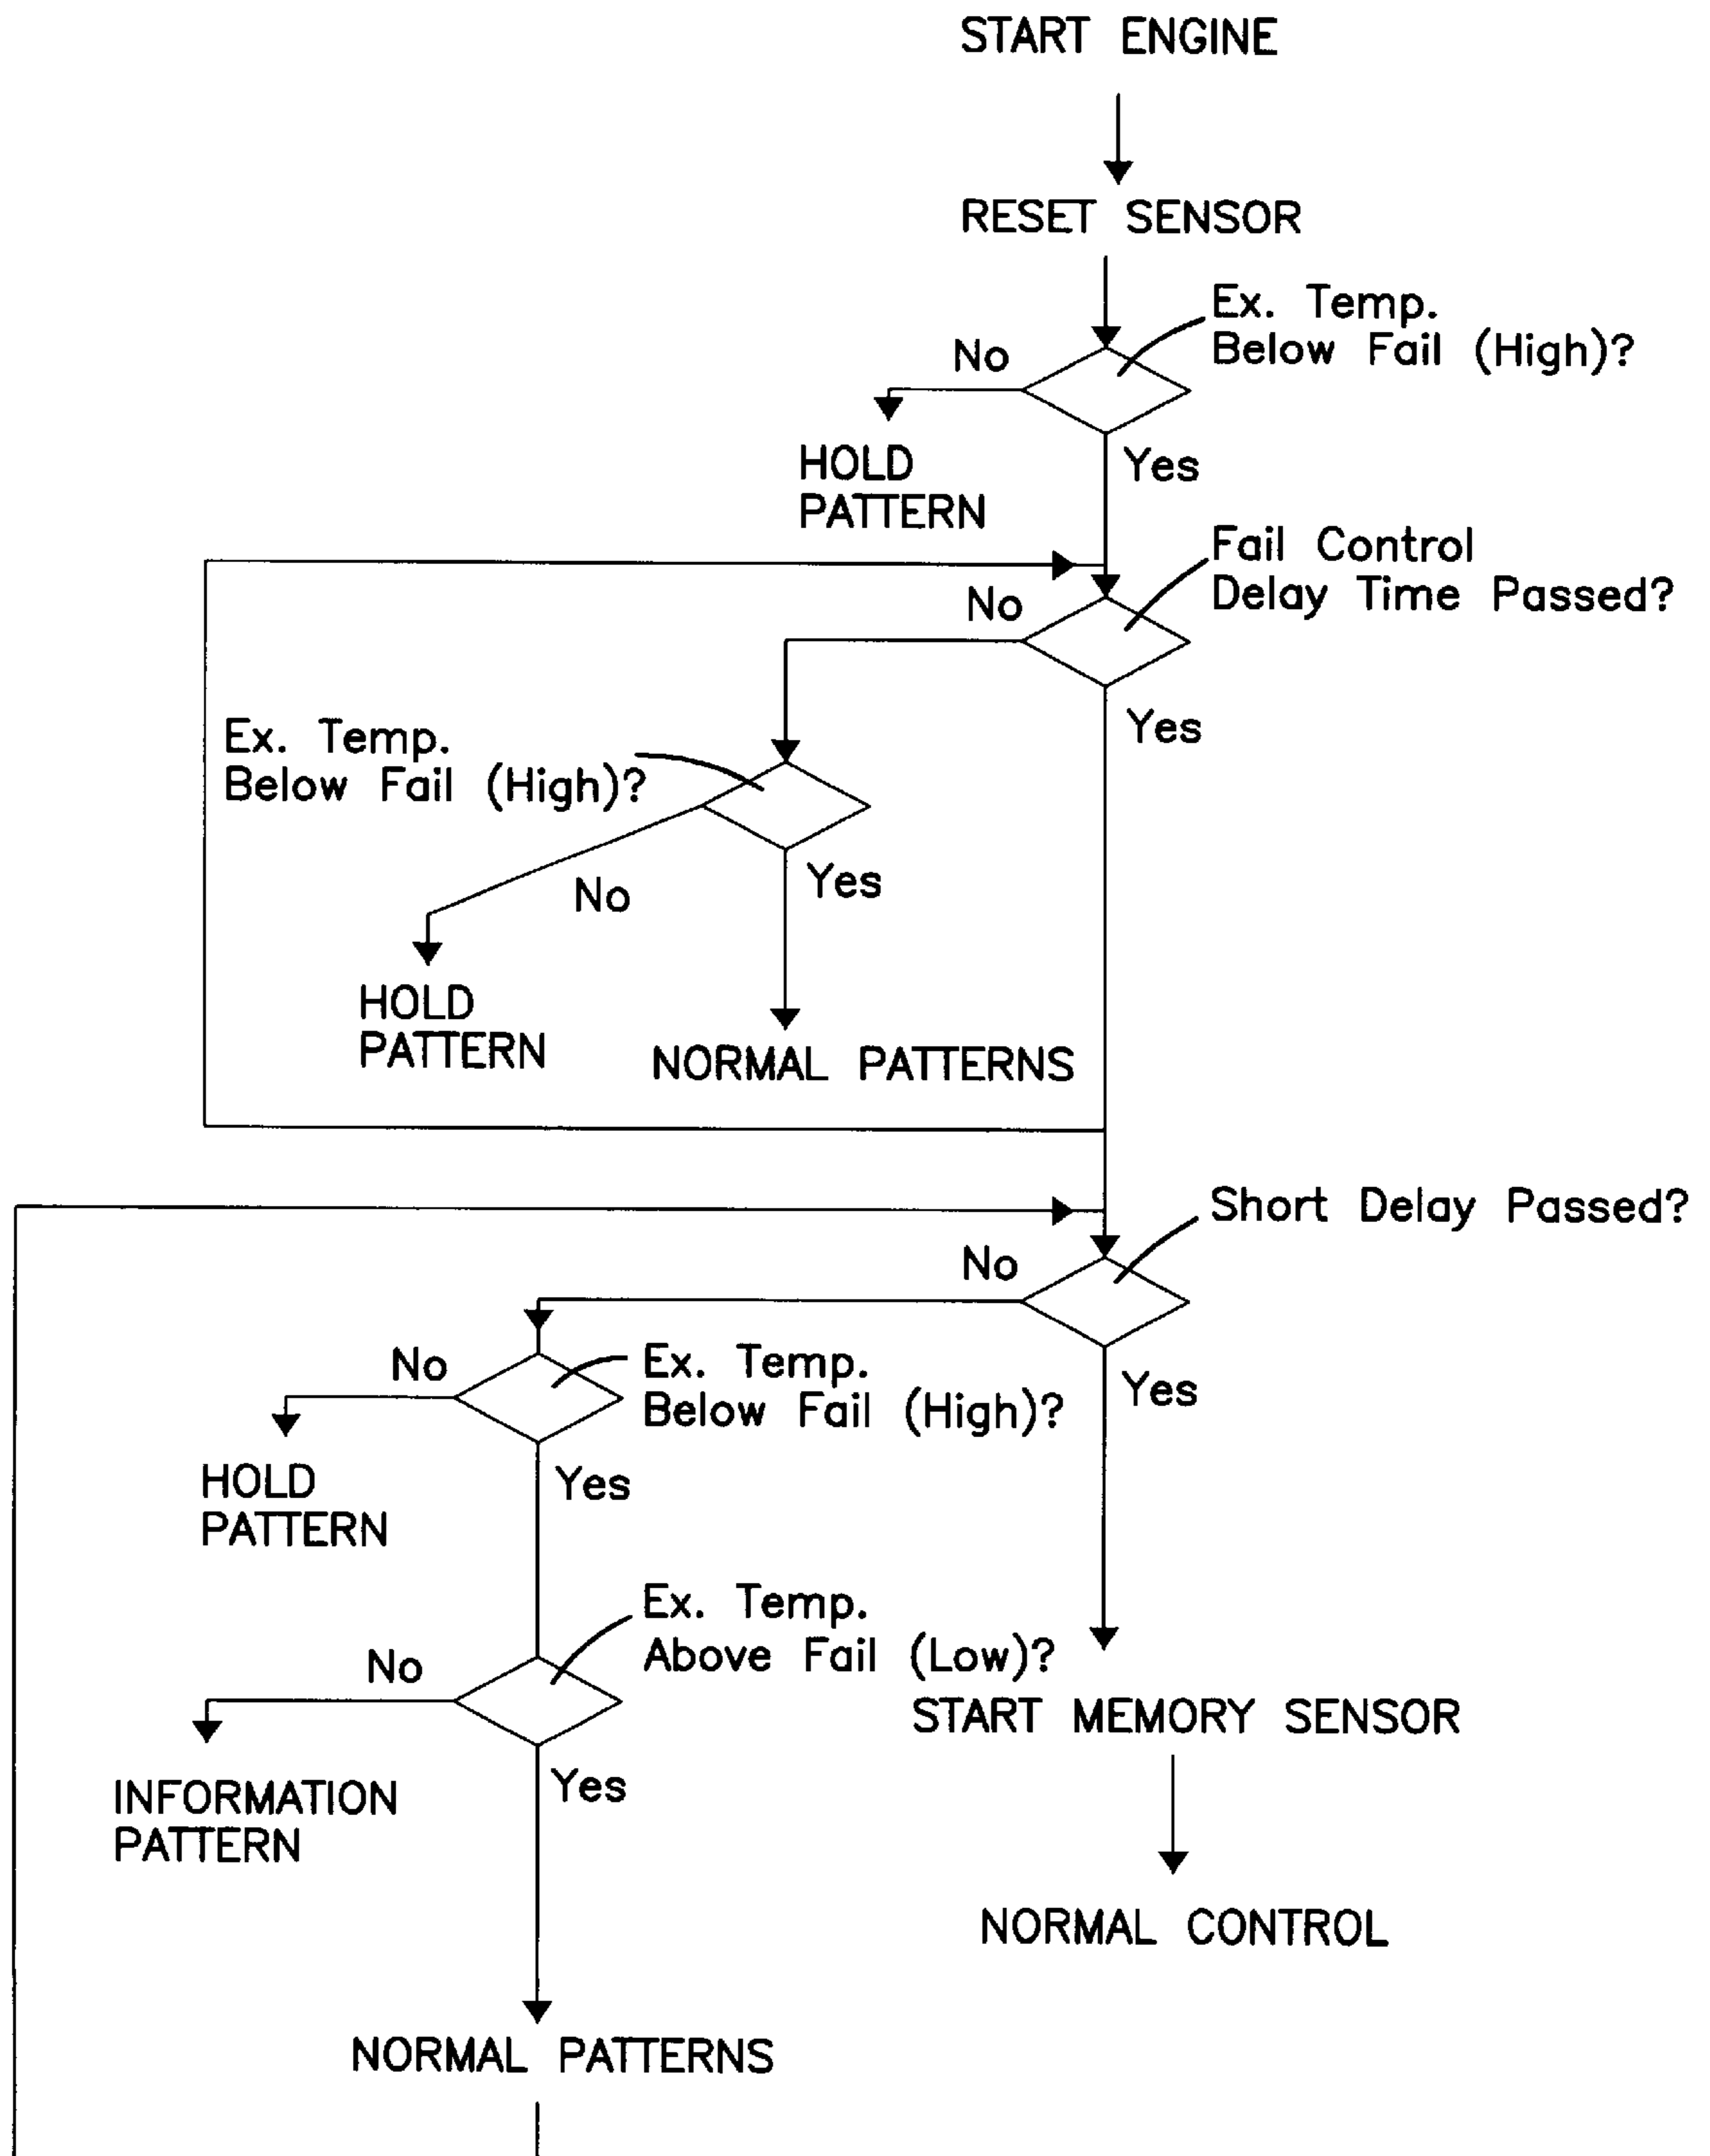 START ENGINE
RESET SENSOR
Ex. Temp.
Below Fail (High)?
No
HOLD
PATTERN
Yes
Fail Control
Delay Time Passed?
No
Yes
Ex. Temp.
Below Fail (High)?
No
Yes
HOLD
PATTERN
NORMAL PATTERNS
Short Delay Passed?
No
Yes
No
Ex. Temp.
Below Fail (High)?
HOLD
PATTERN
Yes
Ex. Temp.
Above Fail (Low)?
No
INFORMATION
PATTERN
Yes
START MEMORY SENSOR
NORMAL CONTROL
NORMAL PATTERNS